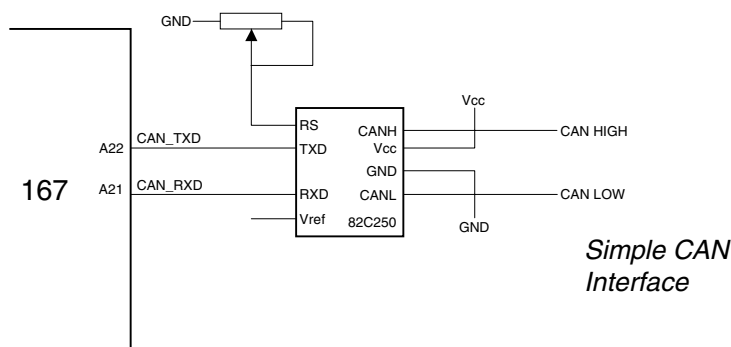 GND
Vcc
RS
CANH
CAN HIGH
A22
CAN_TXD
TXD
Vcc
GND
167
A21
CAN_RXD
RXD
CANL
CAN LOW
Vref
82C250
GND
Simple CAN
Interface